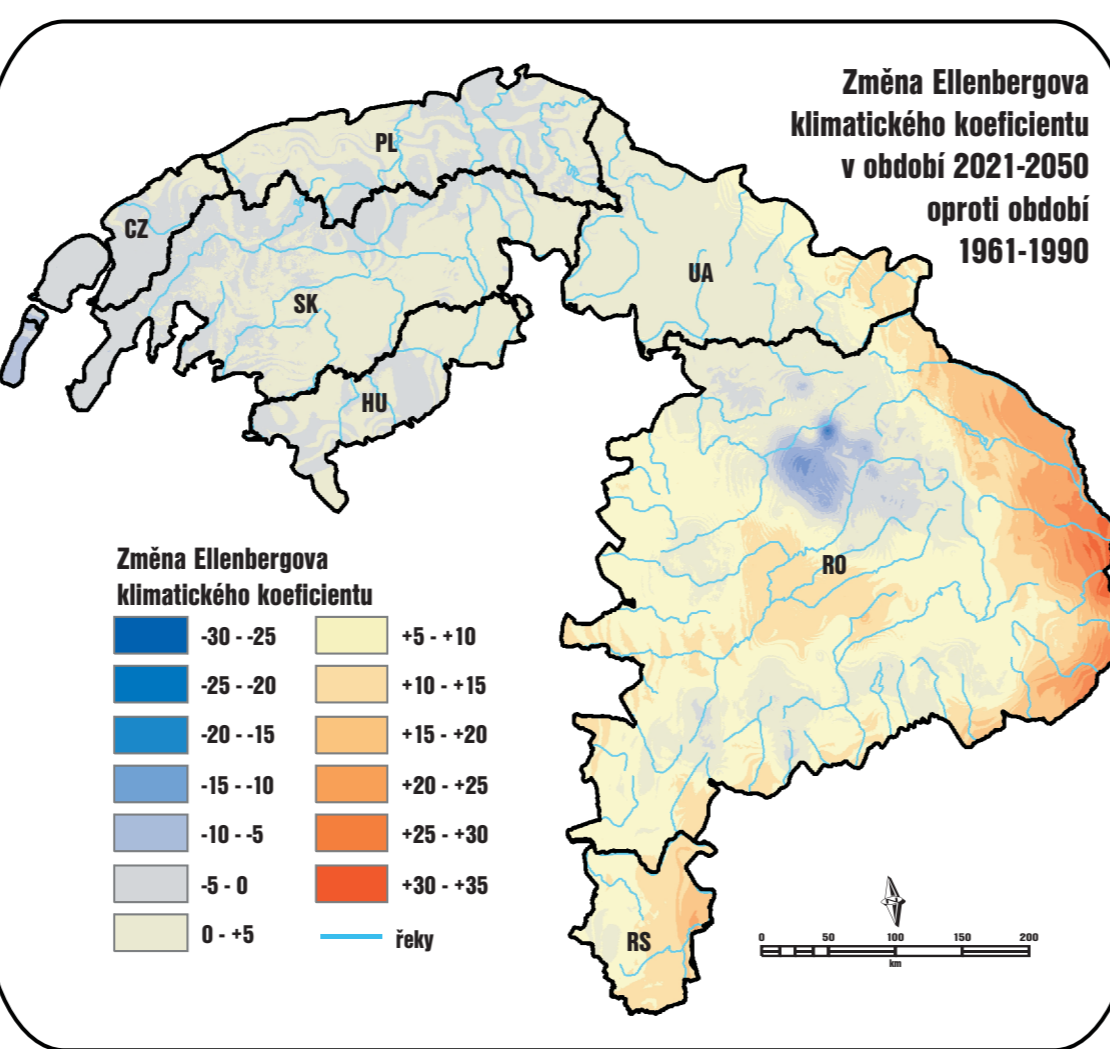 Změna Ellenbergova
klimatického koeficientu
v období 2021-2050
oproti období
1961-1990
PL
CZ
SK
UA
HU
RO
RS
Změna Ellenbergova
klimatického koeficientu
-30 - -25
-25 - -20
-20 - -15
-15 - -10
-10 - -5
-5 - 0
0 - +5
+5 - +10
+10 - +15
+15 - +20
+20 - +25
+25 - +30
+30 - +35
řeky
0 50 100 150 200
km